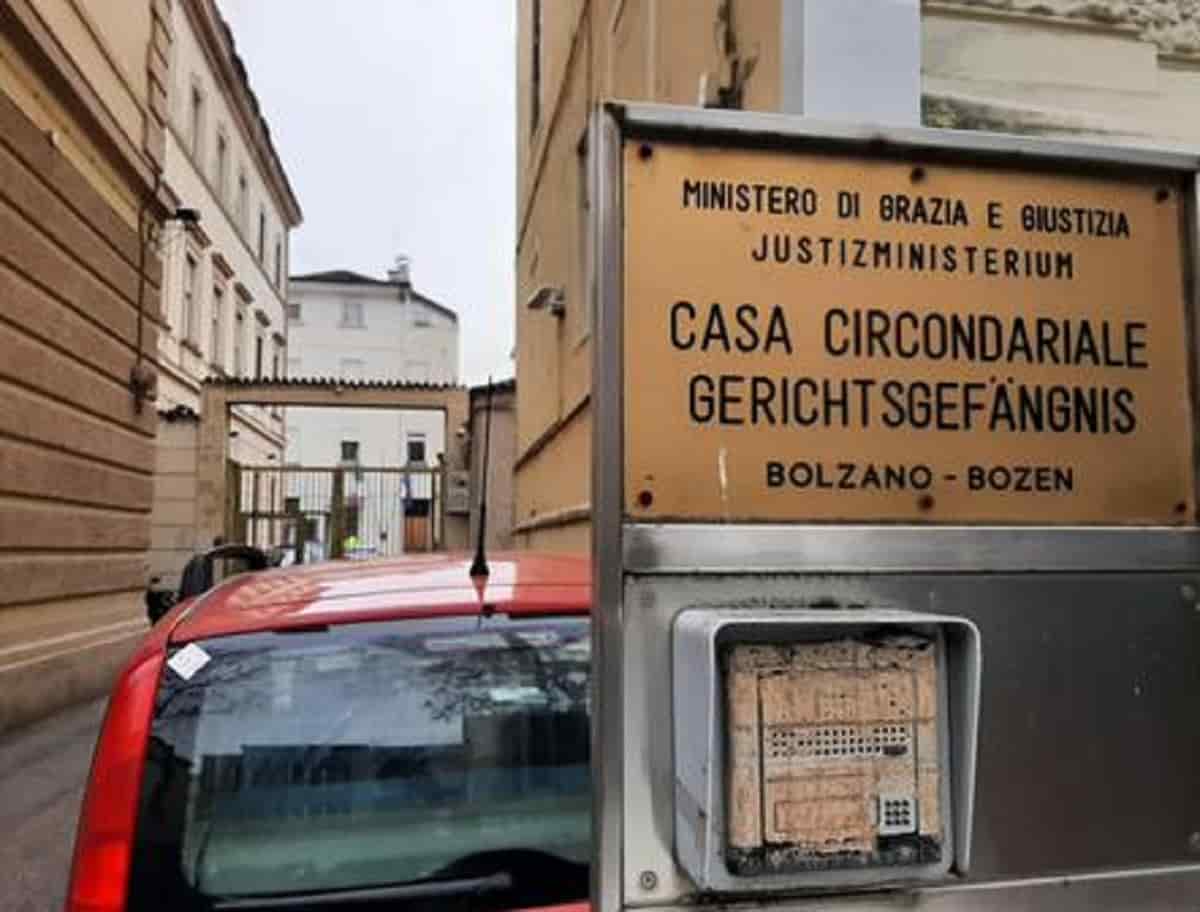 MINISTERO DI GRAZIA E GIUSTIZIA
JUSTIZMINISTERIUM
CASA CIRCONDARIALE
GERICHTSGEFÄNGNIS
BOLZANO - BOZEN